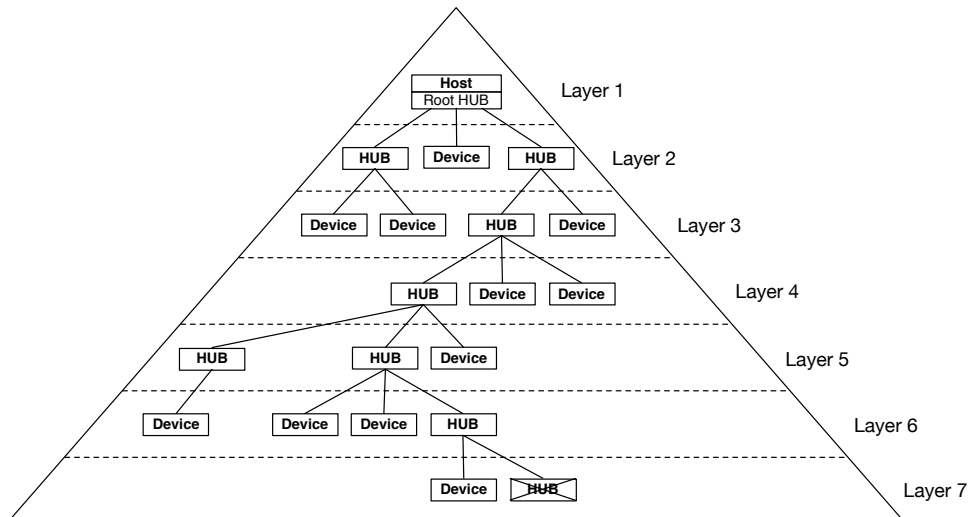 Host
Root HUB
Layer 1
HUB Device HUB Layer 2
Device Device HUB Device Layer 3
HUB Device Device Layer 4
HUB HUB Device Layer 5
Device Device Device HUB Layer 6
Device HUB Layer 7